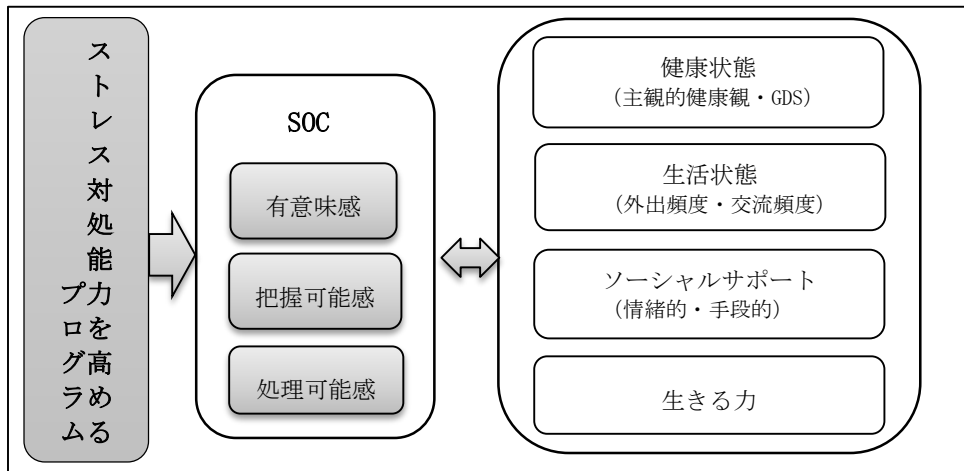 ストレス対処能力を高める
プログラム
SOC
有意味感
把握可能感
処理可能感
健康状態
（主観的健康観・GDS）
生活状態
（外出頻度・交流頻度）
ソーシャルサポート
（情緒的・手段的）
生きる力